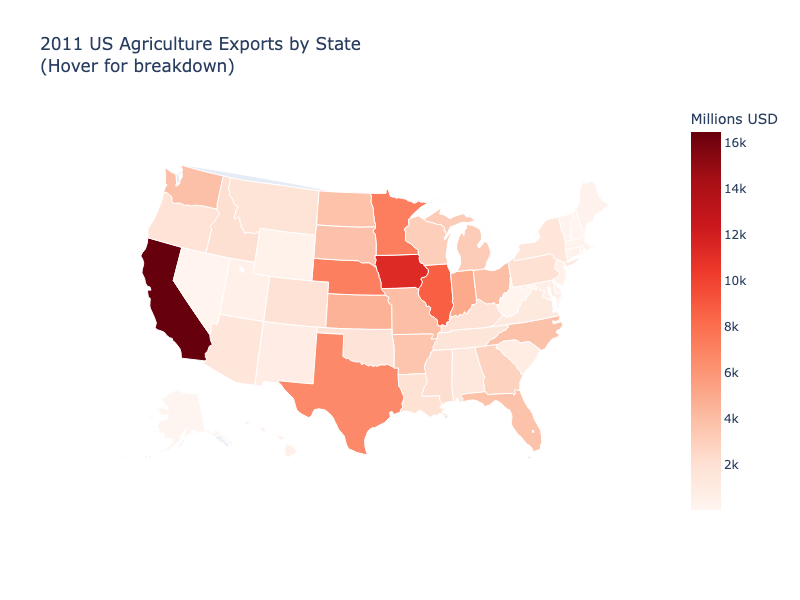 2011 US Agriculture Exports by State
(Hover for breakdown)
Millions USD
16k
14k
12k
10k
8k
6k
4k
2k